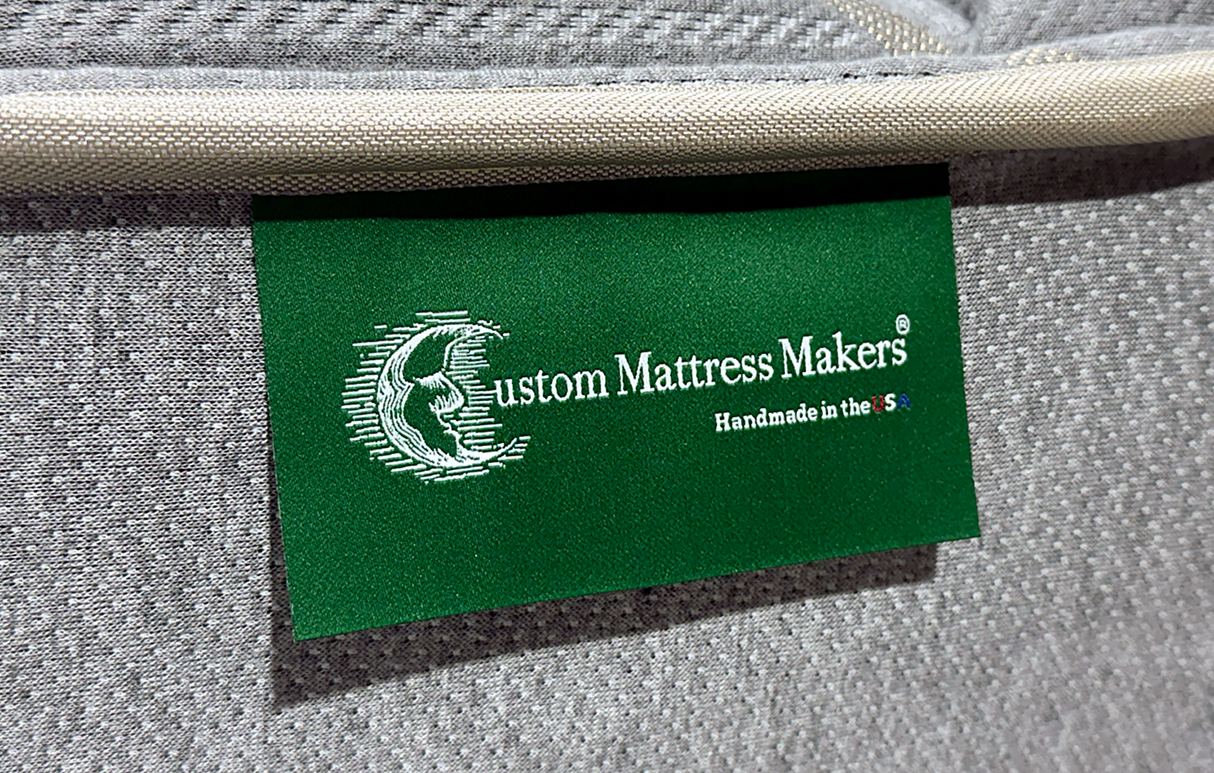 Custom Mattress Makers®
Handmade in the USA